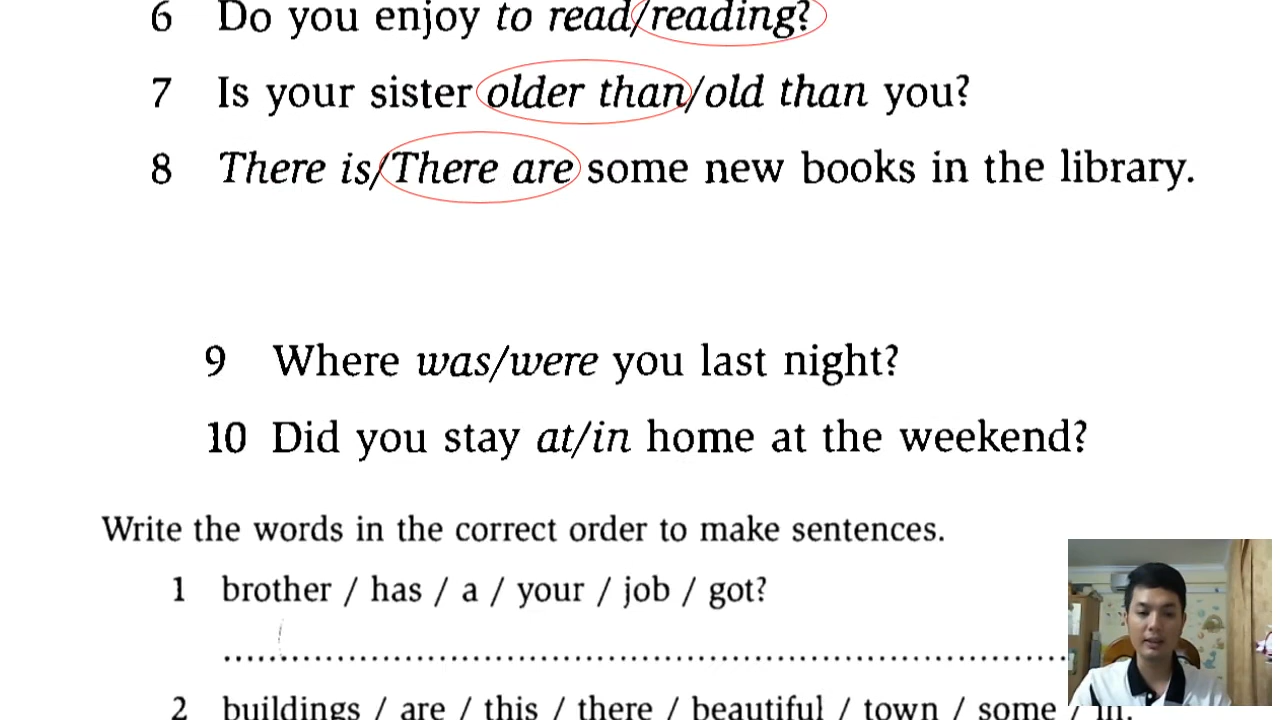 6 Do you enjoy to read/reading?
7 Is your sister older than/old than you?
8 There is/There are some new books in the library.
9 Where was/were you last night?
10 Did you stay at/in home at the weekend?
Write the words in the correct order to make sentences.
1 brother / has / a / your / job / got?
2 buildings / are / this / there / beautiful / town / some / in.